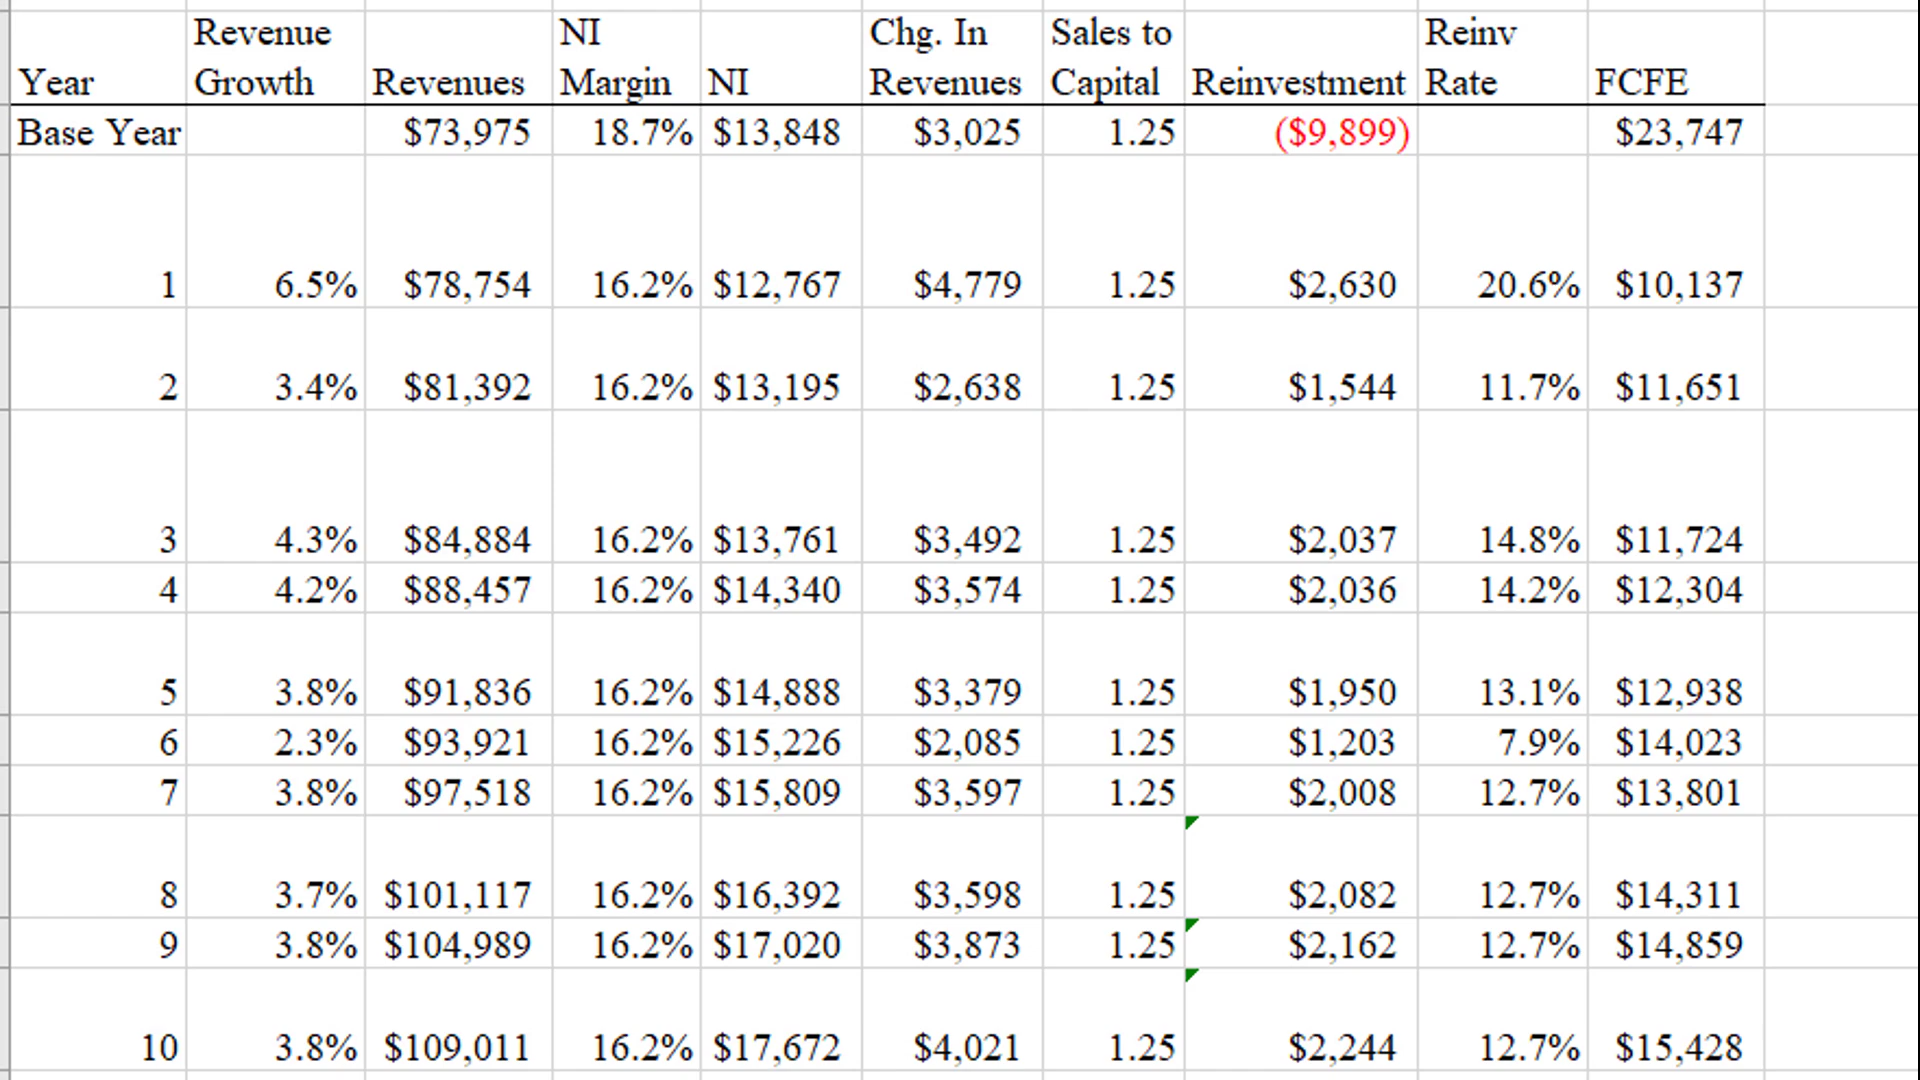 Revenue NI Chg. In Sales to Reinv
Year Growth Revenues Margin NI Revenues Capital Reinvestment Rate FCFE
Base Year $73,975 18.7% $13,848 $3,025 1.25 ($9,899) $23,747
1 6.5% $78,754 16.2% $12,767 $4,779 1.25 $2,630 20.6% $10,137
2 3.4% $81,392 16.2% $13,195 $2,638 1.25 $1,544 11.7% $11,651
3 4.3% $84,884 16.2% $13,761 $3,492 1.25 $2,037 14.8% $11,724
4 4.2% $88,457 16.2% $14,340 $3,574 1.25 $2,036 14.2% $12,304
5 3.8% $91,836 16.2% $14,888 $3,379 1.25 $1,950 13.1% $12,938
6 2.3% $93,921 16.2% $15,226 $2,085 1.25 $1,203 7.9% $14,023
7 3.8% $97,518 16.2% $15,809 $3,597 1.25 $2,008 12.7% $13,801
8 3.7% $101,117 16.2% $16,392 $3,598 1.25 $2,082 12.7% $14,311
9 3.8% $104,989 16.2% $17,020 $3,873 1.25 $2,162 12.7% $14,859
10 3.8% $109,011 16.2% $17,672 $4,021 1.25 $2,244 12.7% $15,428